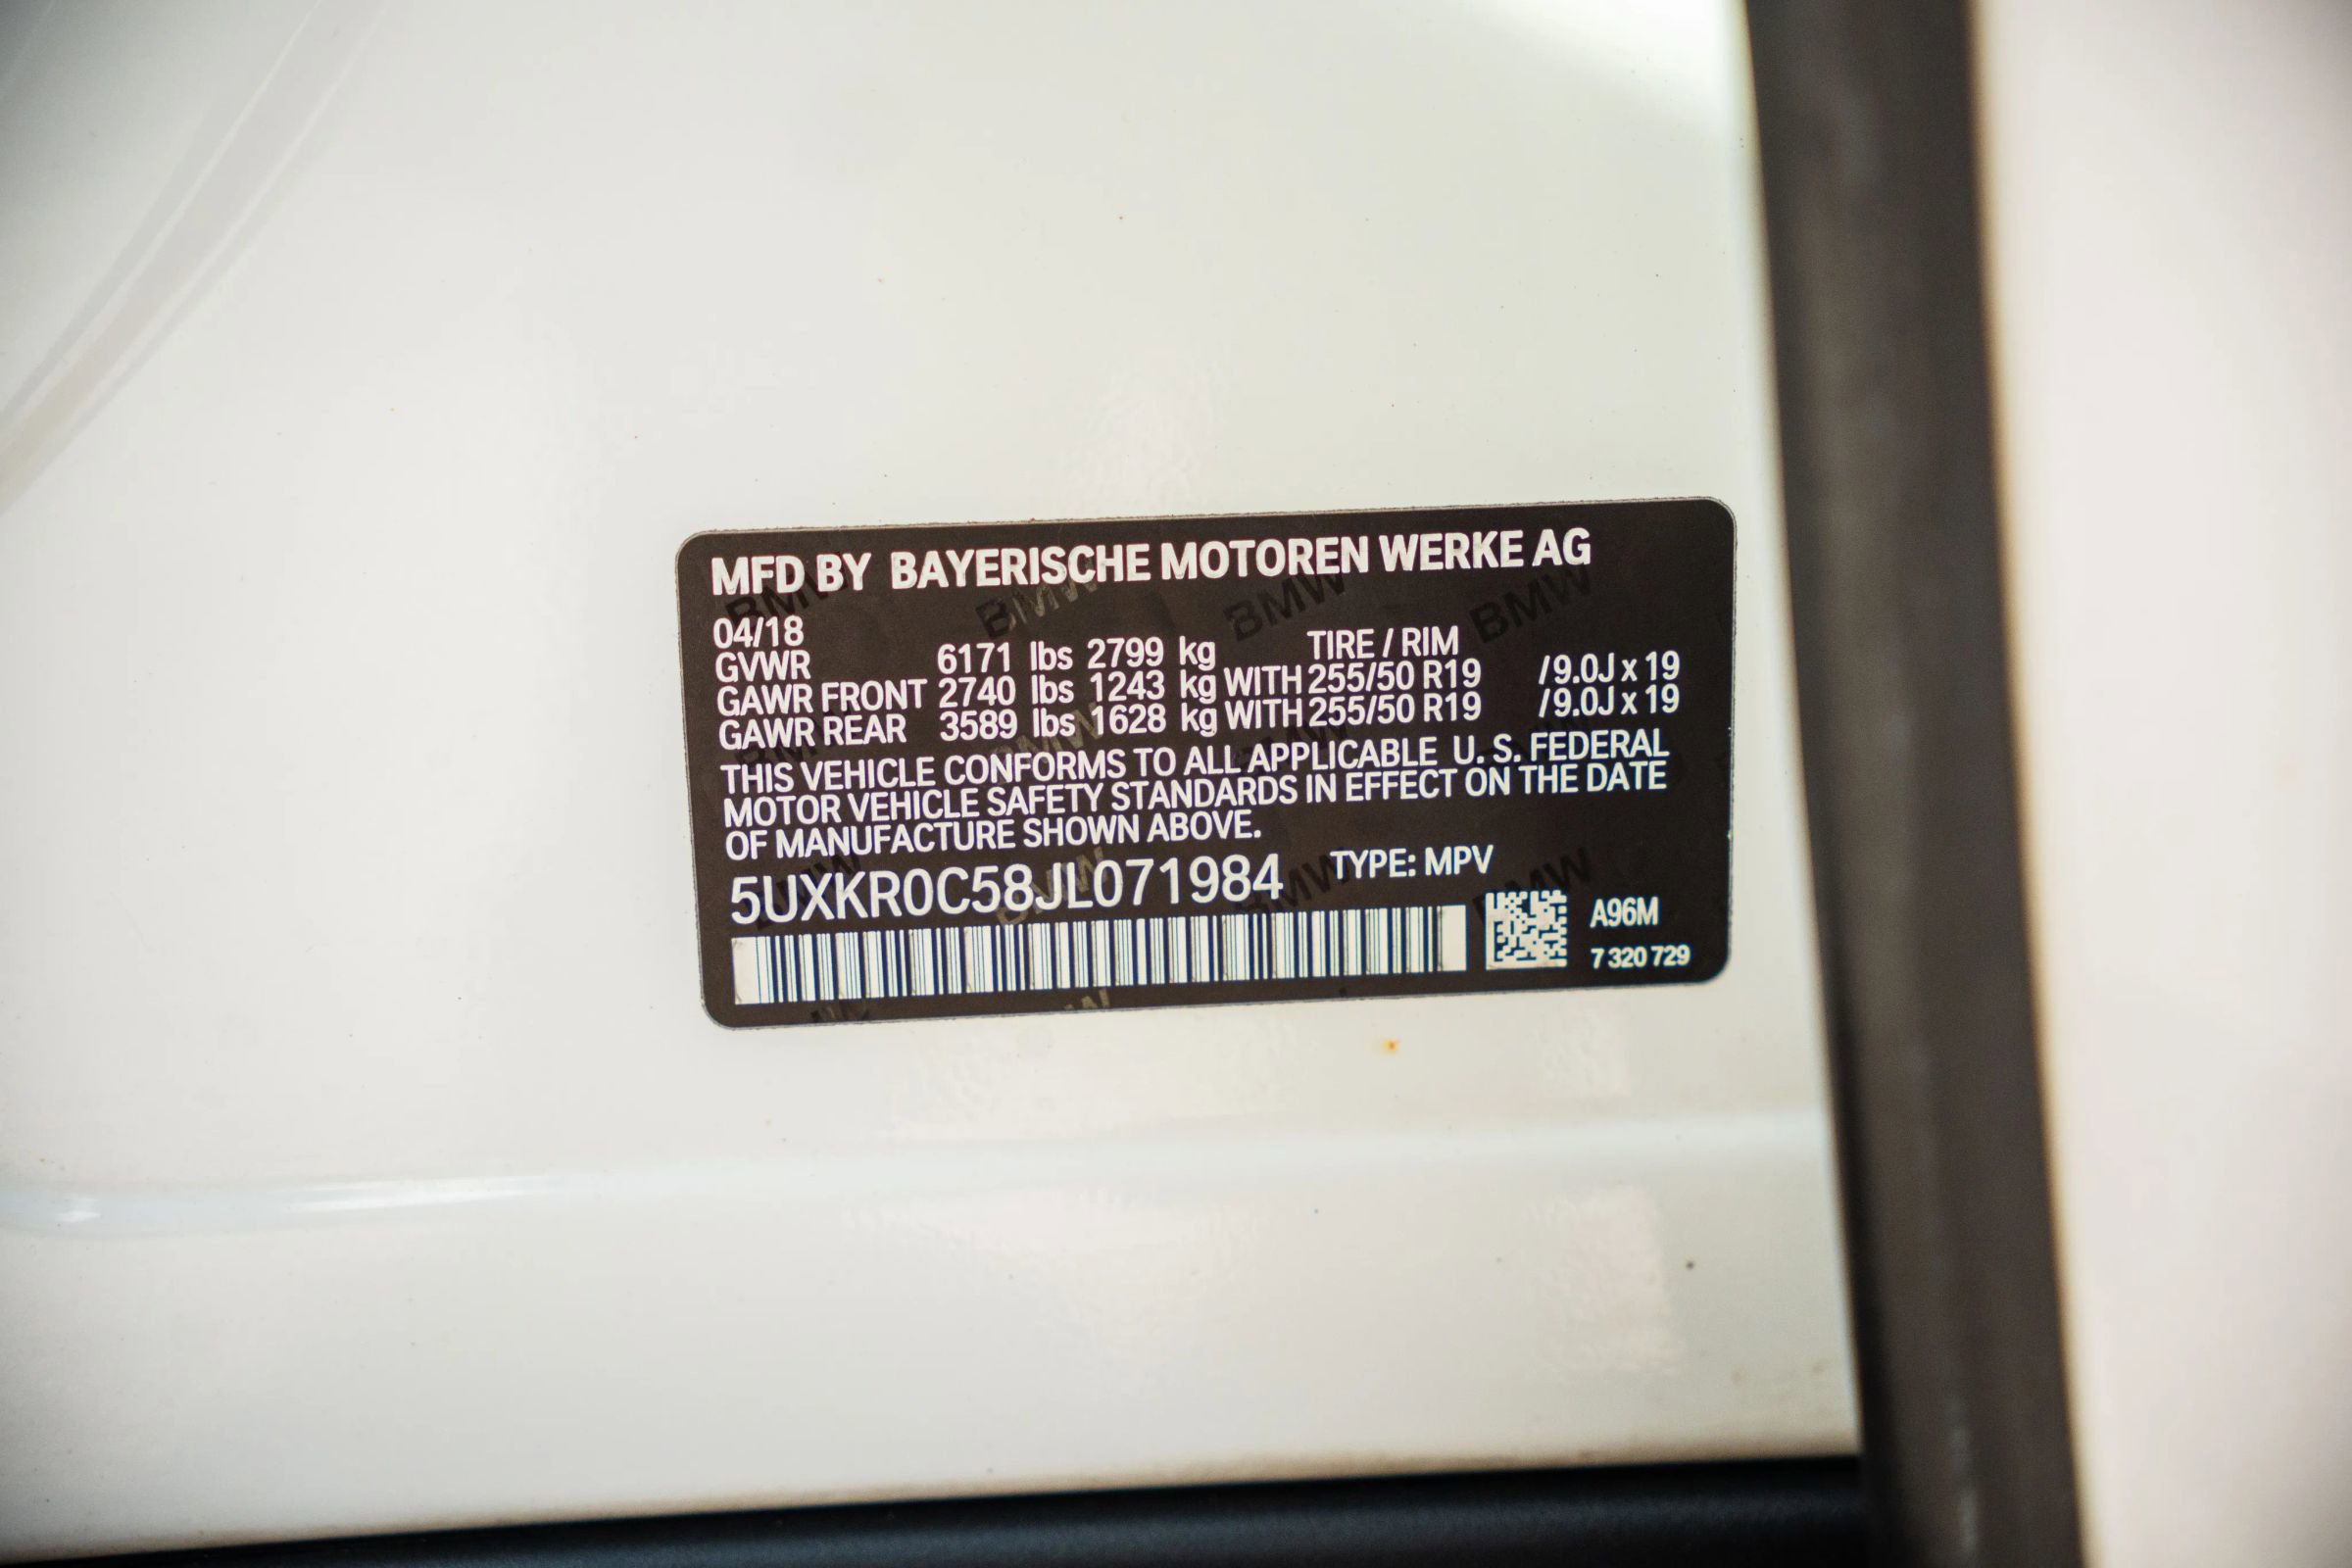 MFD BY BAYERISCHE MOTOREN WERKE AG
04/18
GVWR 6171 lbs 2799 kg TIRE / RIM
GAWR FRONT 2740 lbs 1243 kg WITH 255/50 R19 /9.0J x 19
GAWR REAR 3589 lbs 1628 kg WITH 255/50 R19 /9.0J x 19
THIS VEHICLE CONFORMS TO ALL APPLICABLE U. S. FEDERAL
MOTOR VEHICLE SAFETY STANDARDS IN EFFECT ON THE DATE
OF MANUFACTURE SHOWN ABOVE.
5UXKR0C58JL071984 TYPE: MPV
A96M
7 320 729